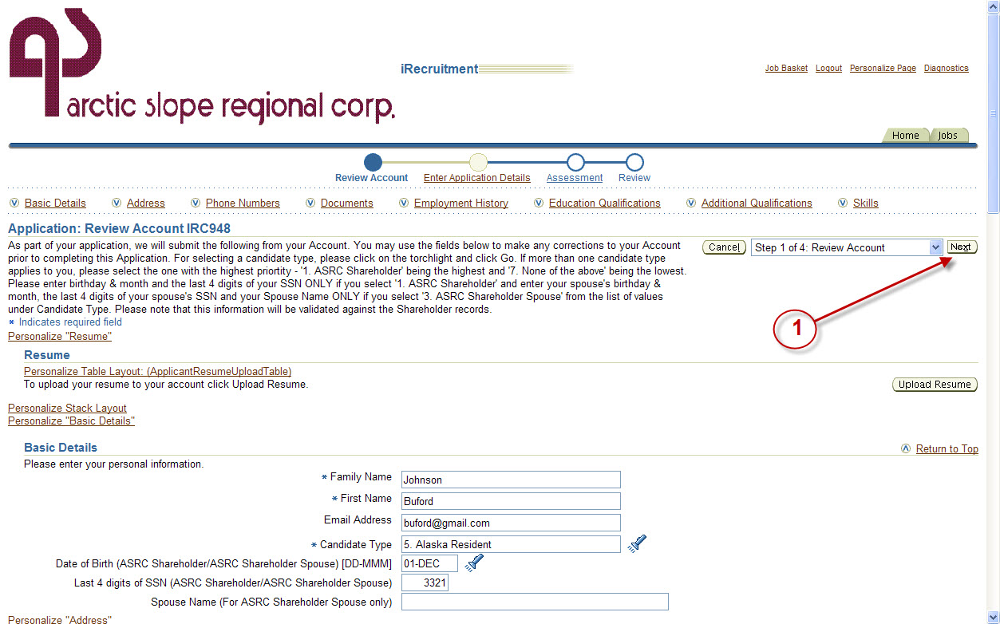 arctic slope regional corp.
iRecruitment
Job Basket Logout Personalize Page Diagnostics
Home Jobs
Review Account Enter Application Details Assessment Review
Basic Details Address Phone Numbers Documents Employment History Education Qualifications Additional Qualifications Skills
Application: Review Account IRC948
As part of your application, we will submit the following from your Account. You may use the fields below to make any corrections to your Account
prior to completing this Application. For selecting a candidate type, please click on the torchlight and click Go. If more than one candidate type
applies to you, please select the one with the highest priortity - '1. ASRC Shareholder' being the highest and '7. None of the above' being the lowest.
Please enter birthday & month and the last 4 digits of your SSN ONLY if you select '1. ASRC Shareholder' and enter your spouse's birthday &
month, the last 4 digits of your spouse's SSN and your Spouse Name ONLY if you select '3. ASRC Shareholder Spouse' from the list of values
under Candidate Type. Please note that this information will be validated against the Shareholder records.
Cancel Step 1 of 4: Review Account Next
1
* Indicates required field
Personalize "Resume"
Resume
Personalize Table Layout: (ApplicantResumeUploadTable)
To upload your resume to your account click Upload Resume.
Upload Resume
Personalize Stack Layout
Personalize "Basic Details"
Basic Details
Return to Top
Please enter your personal information.
* Family Name Johnson
* First Name Buford
Email Address buford@gmail.com
* Candidate Type 5. Alaska Resident
Date of Birth (ASRC Shareholder/ASRC Shareholder Spouse) [DD-MMM] 01-DEC
Last 4 digits of SSN (ASRC Shareholder/ASRC Shareholder Spouse) 3321
Spouse Name (For ASRC Shareholder Spouse only)
Personalize "Address"